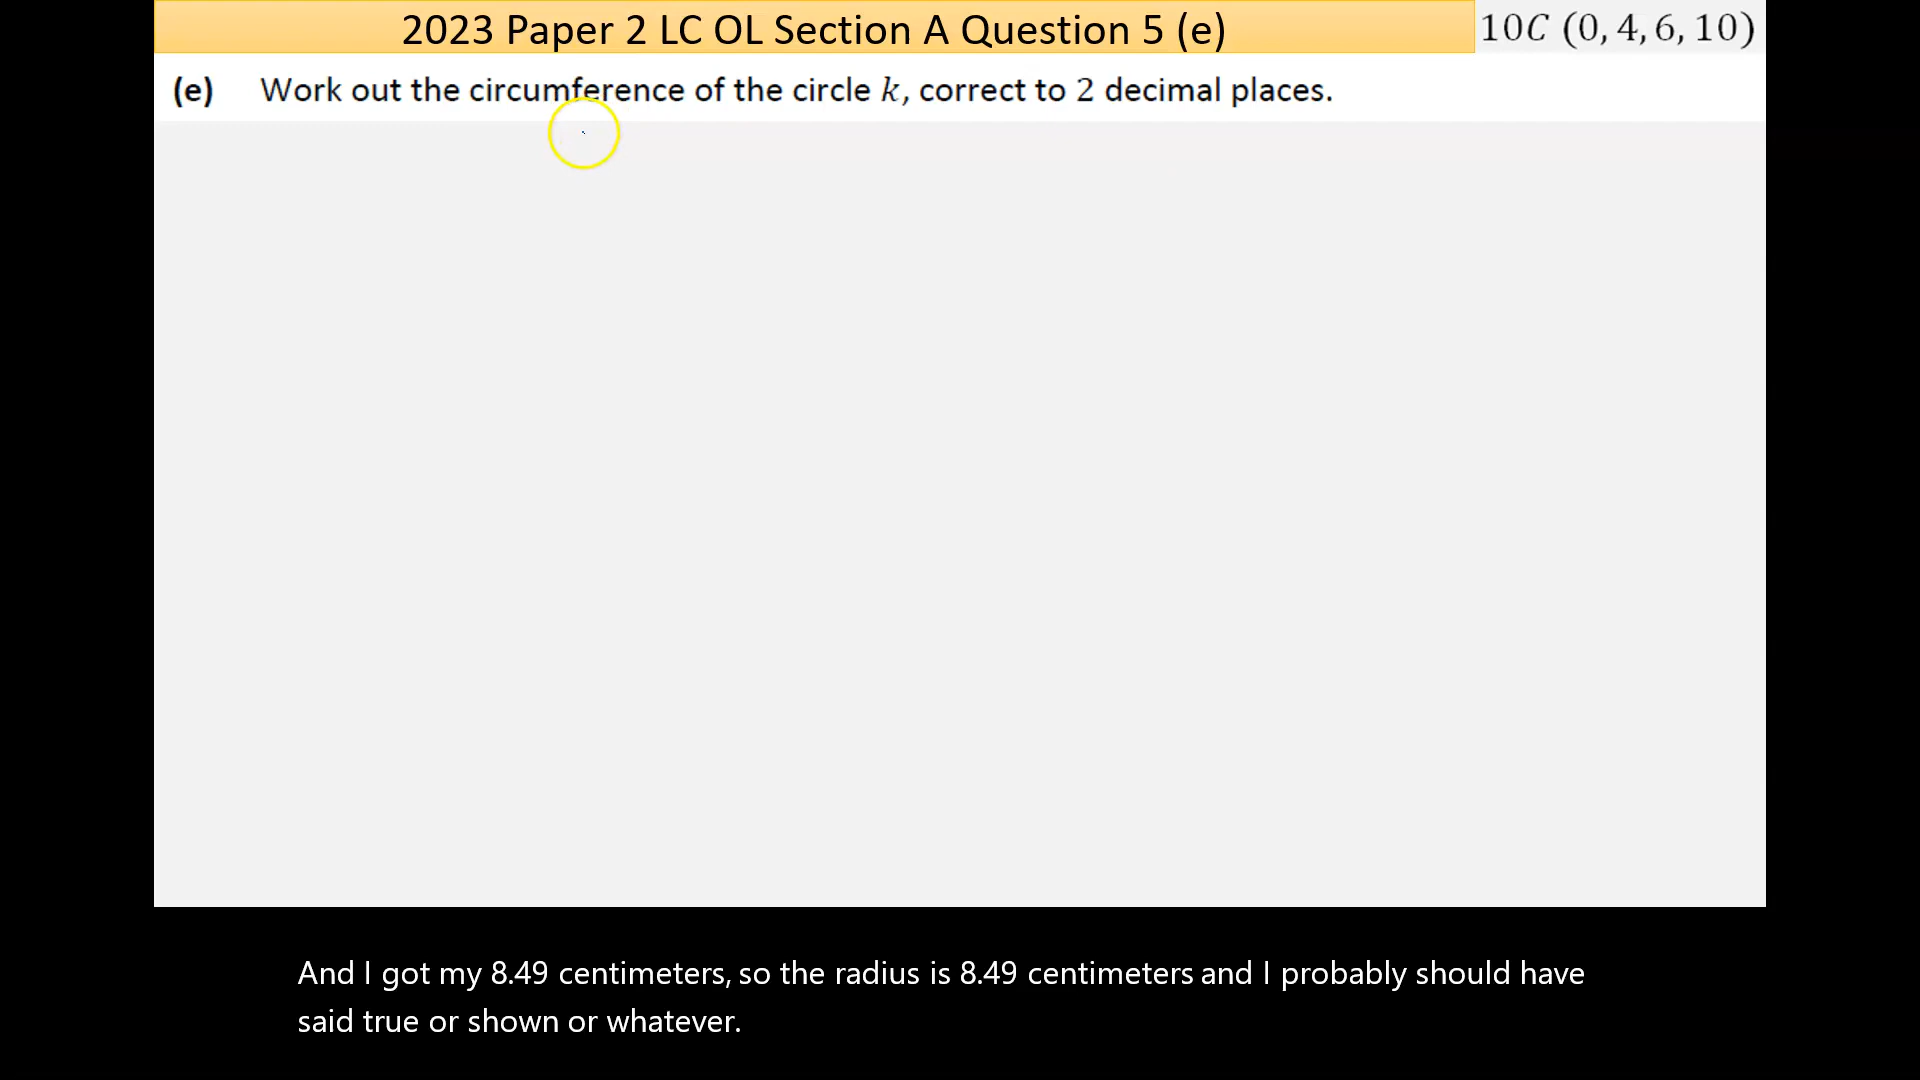 2023 Paper 2 LC OL Section A Question 5 (e)
10C (0, 4, 6, 10)
(e) Work out the circumference of the circle k, correct to 2 decimal places.
And I got my 8.49 centimeters, so the radius is 8.49 centimeters and I probably should have
said true or shown or whatever.